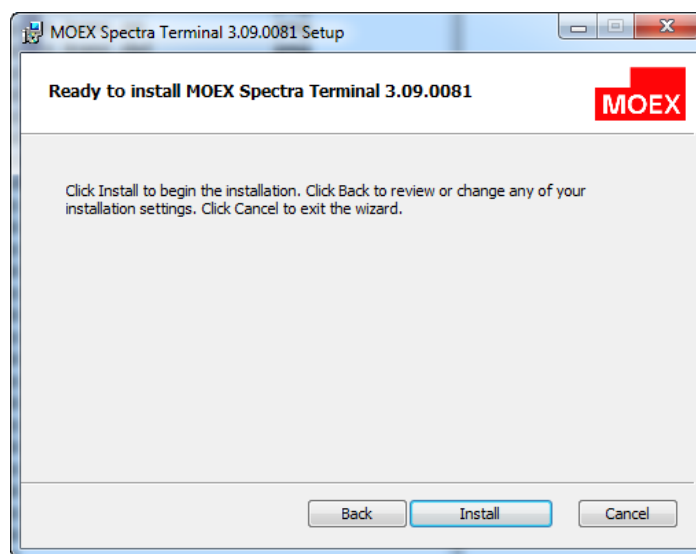 MOEX Spectra Terminal 3.09.0081 Setup
Ready to install MOEX Spectra Terminal 3.09.0081
MOEX
Click Install to begin the installation. Click Back to review or change any of your
installation settings. Click Cancel to exit the wizard.
Back
Install
Cancel